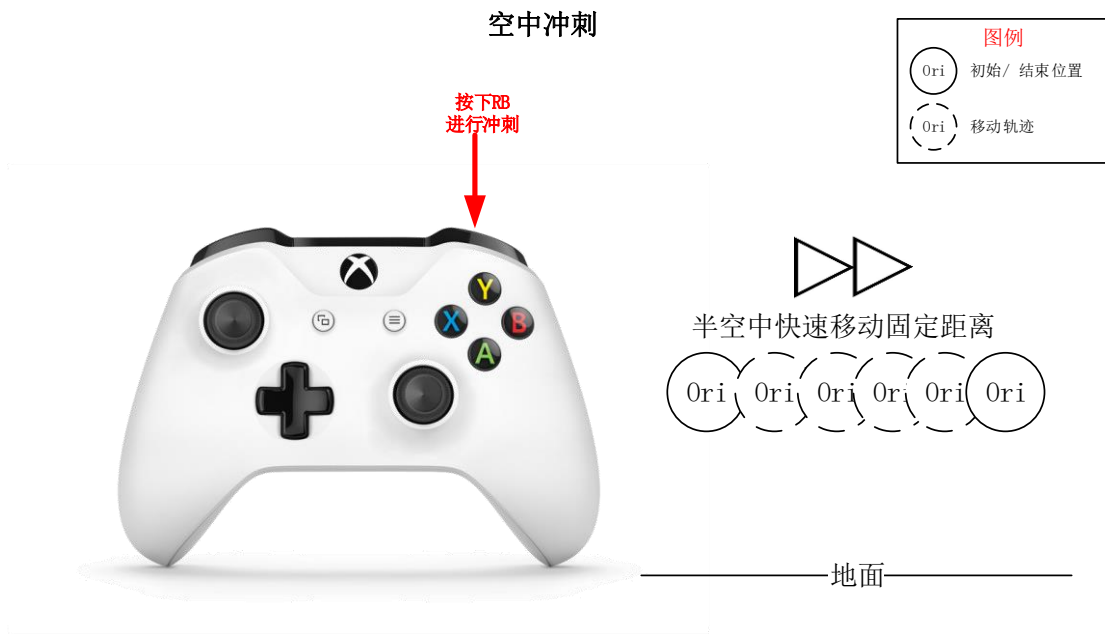 空中冲刺
图例
Ori 初始/ 结束位置
Ori 移动轨迹
按下RB
进行冲刺
Y
X B
A
半空中快速移动固定距离
Ori Ori Ori Ori Ori Ori
地面